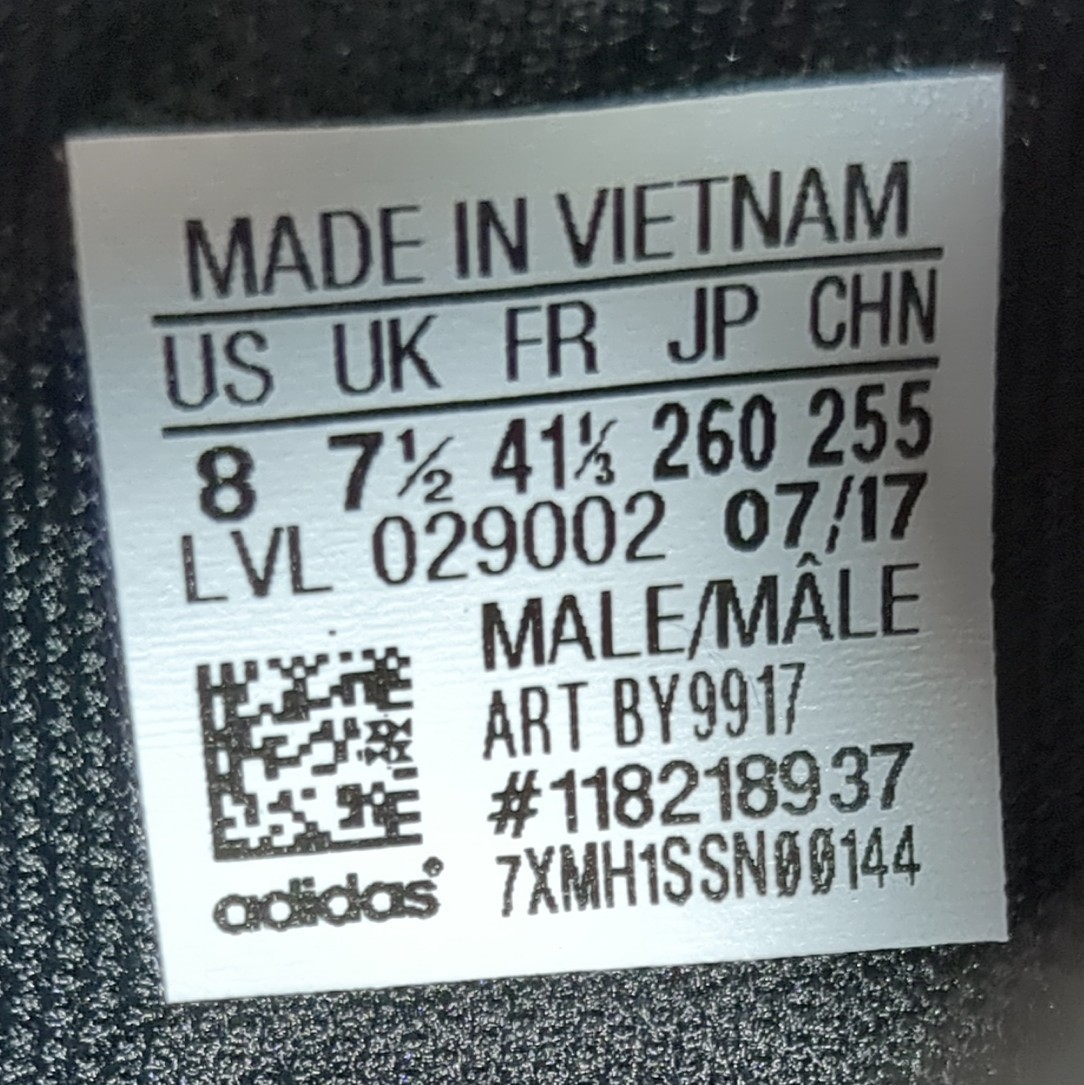 MADE IN VIETNAM
US UK FR JP CHN
8 7½ 41⅓ 260 255
LVL 029002 07/17
MALE/MÂLE
ART BY9917
#118218937
7XMH1SSN00144
adidas®